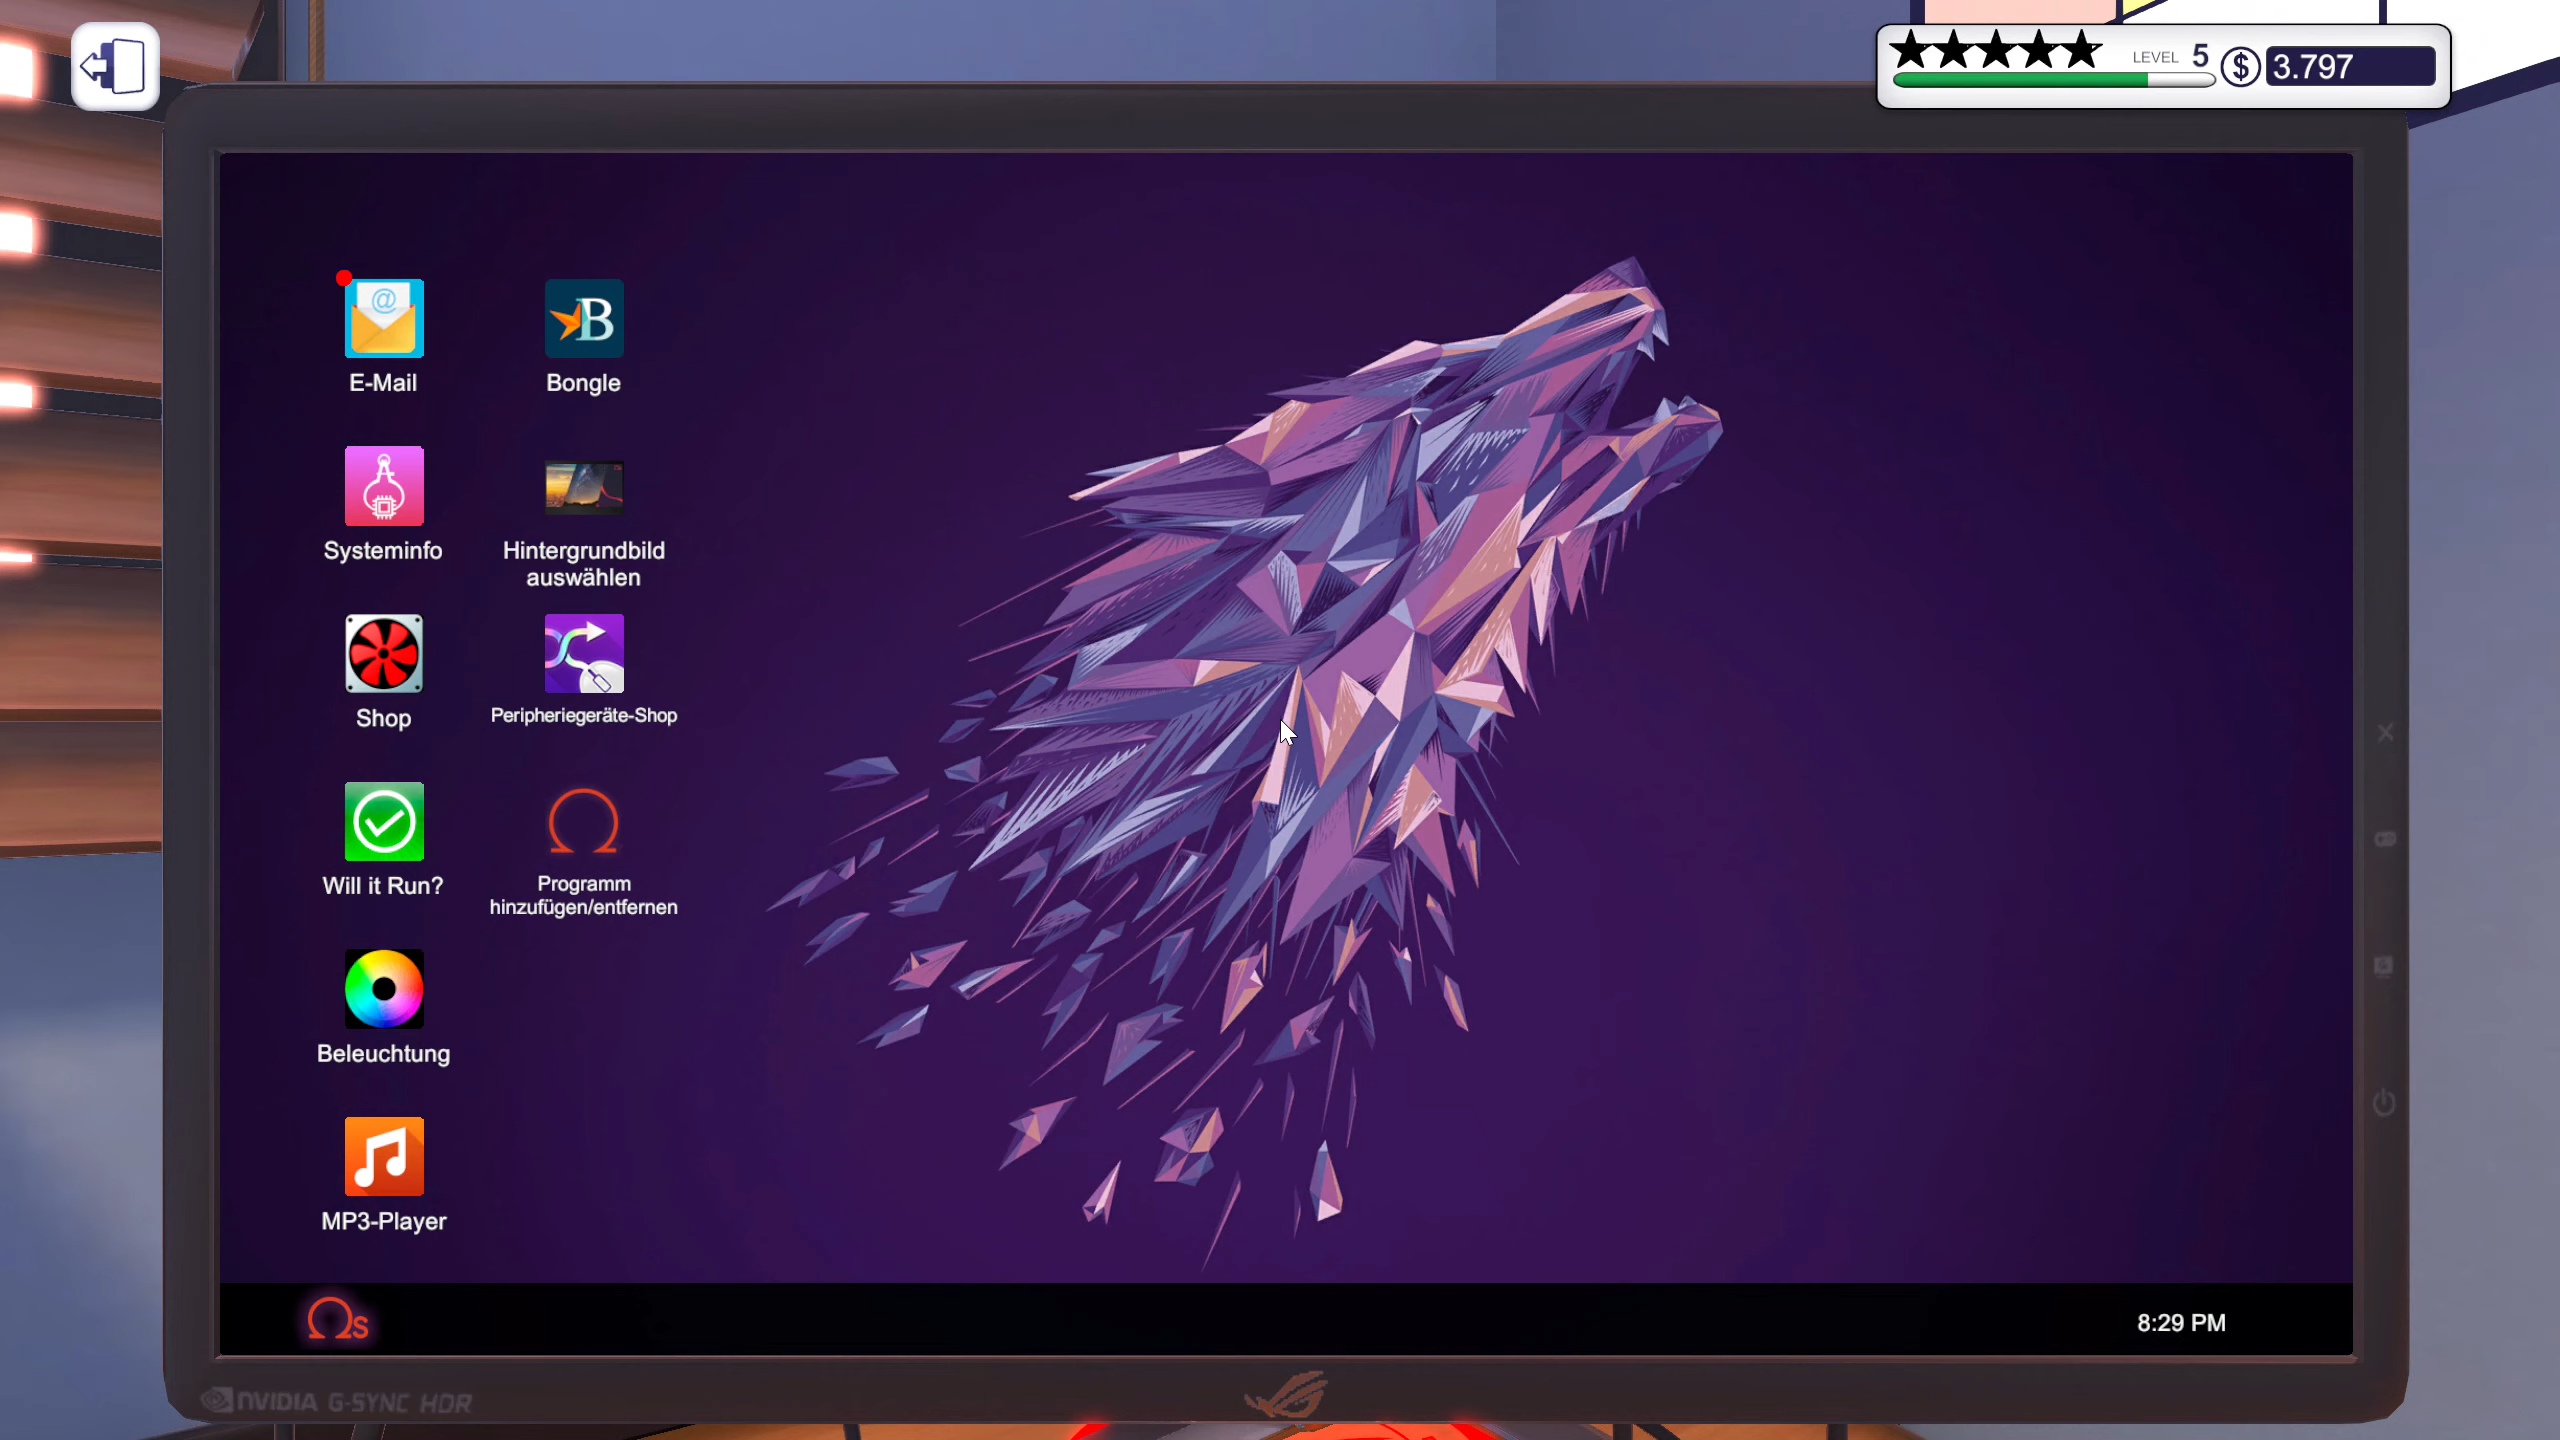 LEVEL 5 $ 3.797
E-Mail
Bongle
Systeminfo
Hintergrundbild
auswählen
Shop
Peripheriegeräte-Shop
Will it Run?
Programm
hinzufügen/entfernen
Beleuchtung
MP3-Player
Ωs
8:29 PM
NVIDIA G-SYNC HDR